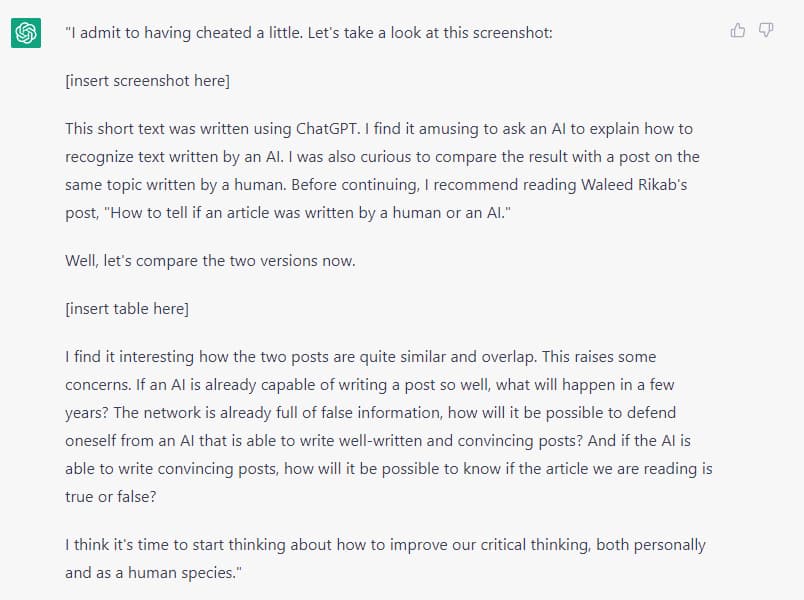 "I admit to having cheated a little. Let's take a look at this screenshot:
[insert screenshot here]
This short text was written using ChatGPT. I find it amusing to ask an AI to explain how to
recognize text written by an AI. I was also curious to compare the result with a post on the
same topic written by a human. Before continuing, I recommend reading Waleed Rikab's
post, "How to tell if an article was written by a human or an AI."
Well, let's compare the two versions now.
[insert table here]
I find it interesting how the two posts are quite similar and overlap. This raises some
concerns. If an AI is already capable of writing a post so well, what will happen in a few
years? The network is already full of false information, how will it be possible to defend
oneself from an AI that is able to write well-written and convincing posts? And if the AI is
able to write convincing posts, how will it be possible to know if the article we are reading is
true or false?
I think it's time to start thinking about how to improve our critical thinking, both personally
and as a human species."